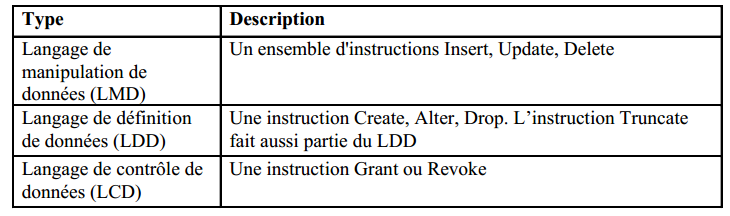 Type Description
Langage de Un ensemble d'instructions Insert, Update, Delete
manipulation de
données (LMD)
Langage de définition Une instruction Create, Alter, Drop. L’instruction Truncate
de données (LDD) fait aussi partie du LDD
Langage de contrôle de Une instruction Grant ou Revoke
données (LCD)